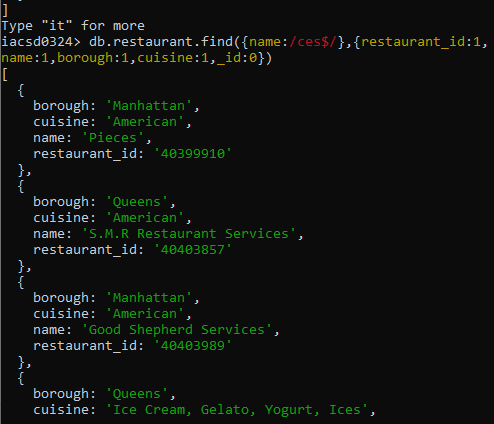 ]
Type "it" for more
iacsd0324> db.restaurant.find({name:/ces$/},{restaurant_id:1,
name:1,borough:1,cuisine:1,_id:0})
[
  {
    borough: 'Manhattan',
    cuisine: 'American',
    name: 'Pieces',
    restaurant_id: '40399910'
  },
  {
    borough: 'Queens',
    cuisine: 'American',
    name: 'S.M.R Restaurant Services',
    restaurant_id: '40403857'
  },
  {
    borough: 'Manhattan',
    cuisine: 'American',
    name: 'Good Shepherd Services',
    restaurant_id: '40403989'
  },
  {
    borough: 'Queens',
    cuisine: 'Ice Cream, Gelato, Yogurt, Ices',